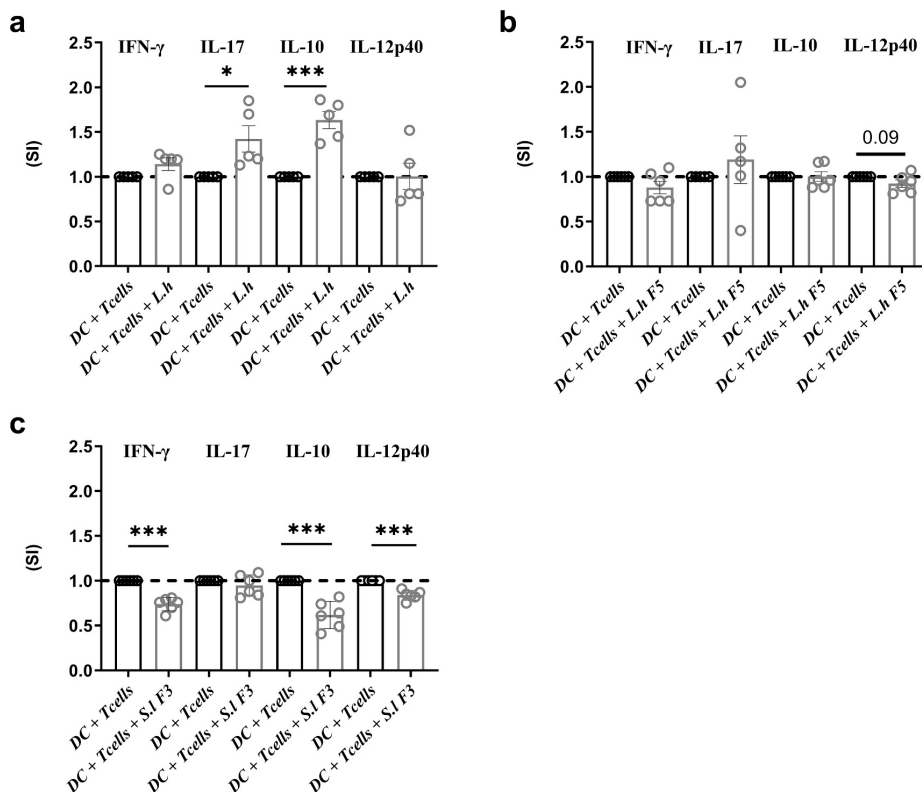 a
IFN-γ IL-17 IL-10 IL-12p40
* ***
2.5
2.0
1.5
1.0
0.5
0.0
(SI)
DC + Tcells
DC + Tcells + L.h
DC + Tcells
DC + Tcells + L.h
DC + Tcells
DC + Tcells + L.h
DC + Tcells
DC + Tcells + L.h
b
IFN-γ IL-17 IL-10 IL-12p40
0.09
2.5
2.0
1.5
1.0
0.5
0.0
(SI)
DC + Tcells
DC + Tcells + L.h F5
DC + Tcells
DC + Tcells + L.h F5
DC + Tcells
DC + Tcells + L.h F5
DC + Tcells
DC + Tcells + L.h F5
c
IFN-γ IL-17 IL-10 IL-12p40
*** *** ***
2.5
2.0
1.5
1.0
0.5
0.0
(SI)
DC + Tcells
DC + Tcells + S.l F3
DC + Tcells
DC + Tcells + S.l F3
DC + Tcells
DC + Tcells + S.l F3
DC + Tcells
DC + Tcells + S.l F3